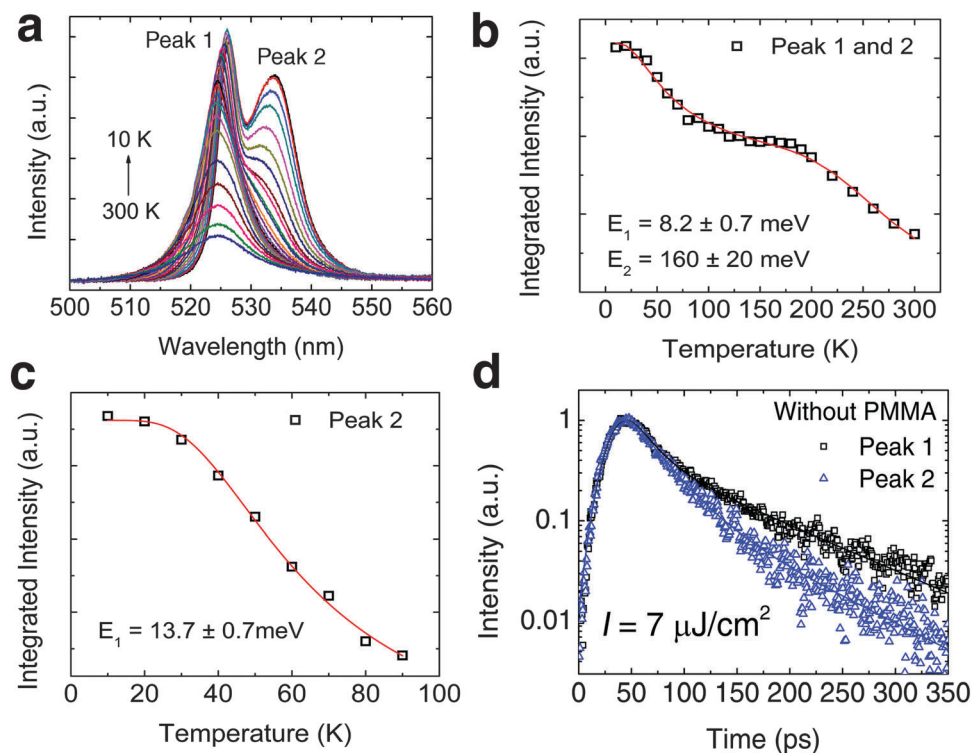 a
Peak 1
Peak 2
10 K
300 K
Intensity (a.u.)
500 510 520 530 540 550 560
Wavelength (nm)
b
Peak 1 and 2
E₁ = 8.2 ± 0.7 meV
E₂ = 160 ± 20 meV
Integrated Intensity (a.u.)
0 50 100 150 200 250 300
Temperature (K)
c
Peak 2
E₁ = 13.7 ± 0.7meV
Integrated Intensity (a.u.)
0 20 40 60 80 100
Temperature (K)
d
Without PMMA
Peak 1
Peak 2
I = 7 μJ/cm²
1
0.1
0.01
Intensity (a.u.)
0 50 100 150 200 250 300 350
Time (ps)